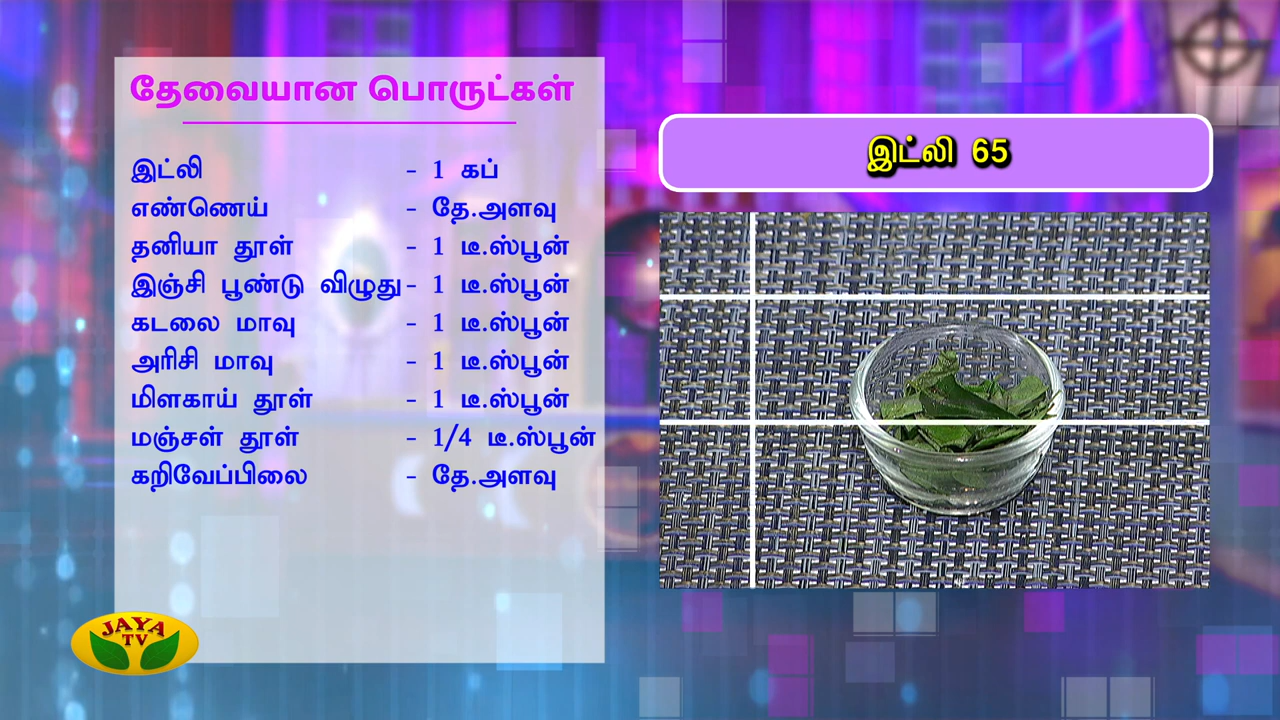 தேவையான பொருட்கள்
இட்லி - 1 கப்
எண்ணெய் - தே.அளவு
தனியா தூள் - 1 டீ.ஸ்பூன்
இஞ்சி பூண்டு விழுது - 1 டீ.ஸ்பூன்
கடலை மாவு - 1 டீ.ஸ்பூன்
அரிசி மாவு - 1 டீ.ஸ்பூன்
மிளகாய் தூள் - 1 டீ.ஸ்பூன்
மஞ்சள் தூள் - 1/4 டீ.ஸ்பூன்
கறிவேப்பிலை - தே.அளவு
இட்லி 65
JAYA
TV